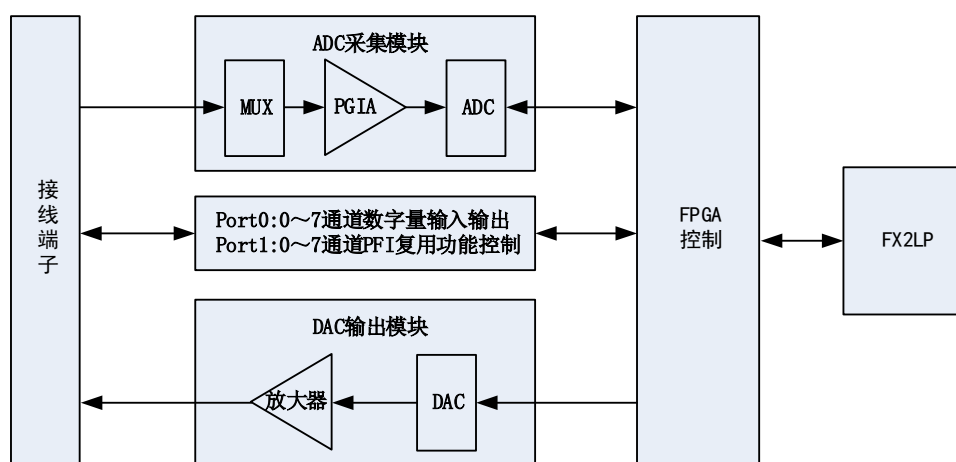 接线端子
ADC采集模块
MUX
PGIA
ADC
Port0:0～7通道数字量输入输出
Port1:0～7通道PFI复用功能控制
DAC输出模块
放大器
DAC
FPGA
控制
FX2LP